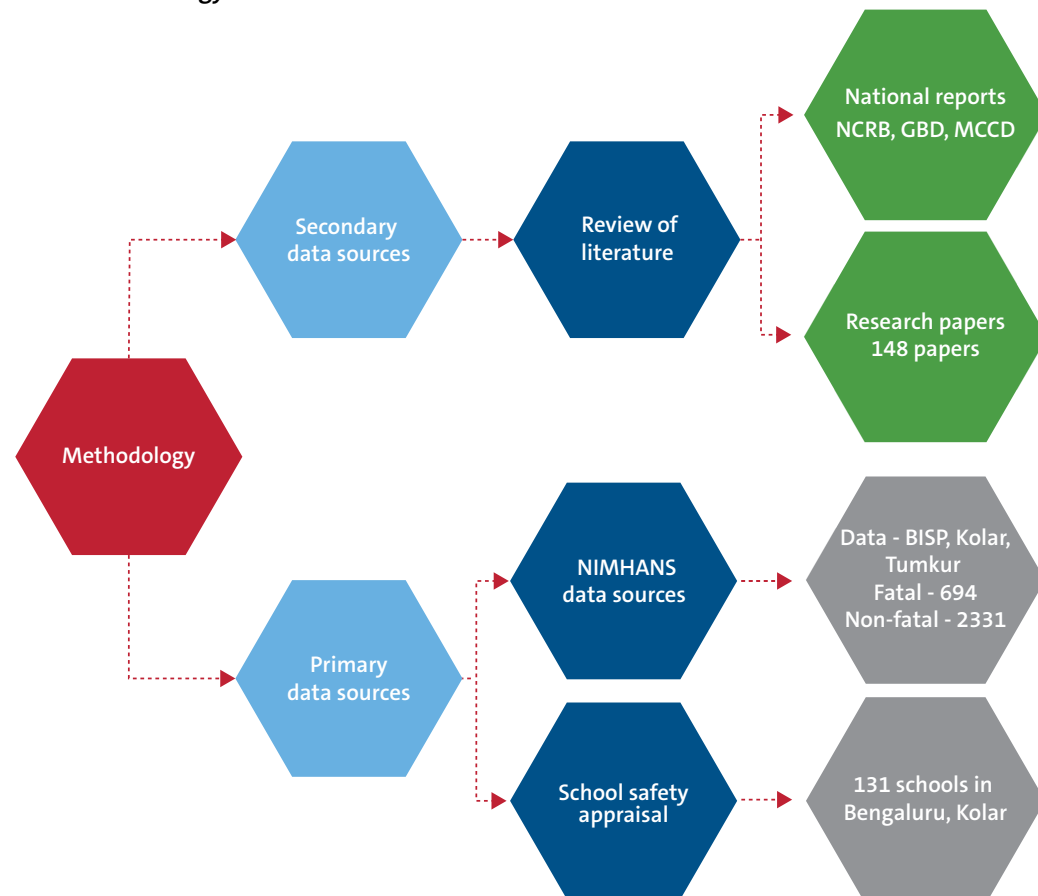 National reports
NCRB, GBD, MCCD
Secondary
data sources
Review of
literature
Research papers
148 papers
Methodology
NIMHANS
data sources
Data - BISP, Kolar,
Tumkur
Fatal - 694
Non-fatal - 2331
Primary
data sources
School safety
appraisal
131 schools in
Bengaluru, Kolar